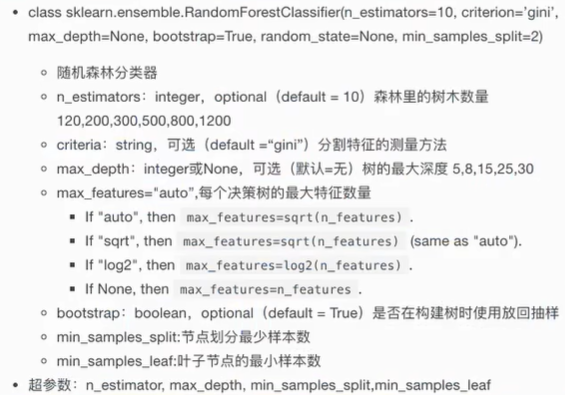 class sklearn.ensemble.RandomForestClassifier(n_estimators=10, criterion='gini',
max_depth=None, bootstrap=True, random_state=None, min_samples_split=2)
随机森林分类器
n_estimators：integer，optional（default = 10）森林里的树木数量
120,200,300,500,800,1200
criteria：string，可选（default =“gini”）分割特征的测量方法
max_depth：integer或None，可选（默认=无）树的最大深度 5,8,15,25,30
max_features="auto",每个决策树的最大特征数量
If "auto", then max_features=sqrt(n_features) .
If "sqrt", then max_features=sqrt(n_features) (same as "auto").
If "log2", then max_features=log2(n_features) .
If None, then max_features=n_features .
bootstrap：boolean，optional（default = True）是否在构建树时使用放回抽样
min_samples_split:节点划分最少样本数
min_samples_leaf:叶子节点的最小样本数
超参数：n_estimator, max_depth, min_samples_split,min_samples_leaf